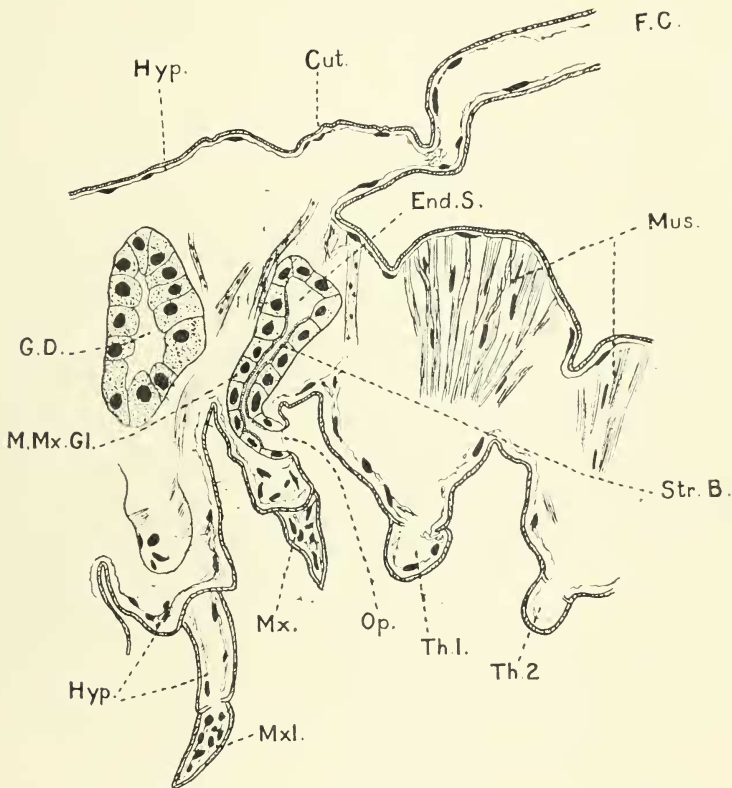 F.C.
Hyp.
Cut.
End.S.
Mus.
G.D.
M.Mx.Gl.
Str.B.
Mx.
Op.
Th.1.
Th.2
Hyp.
Mxl.